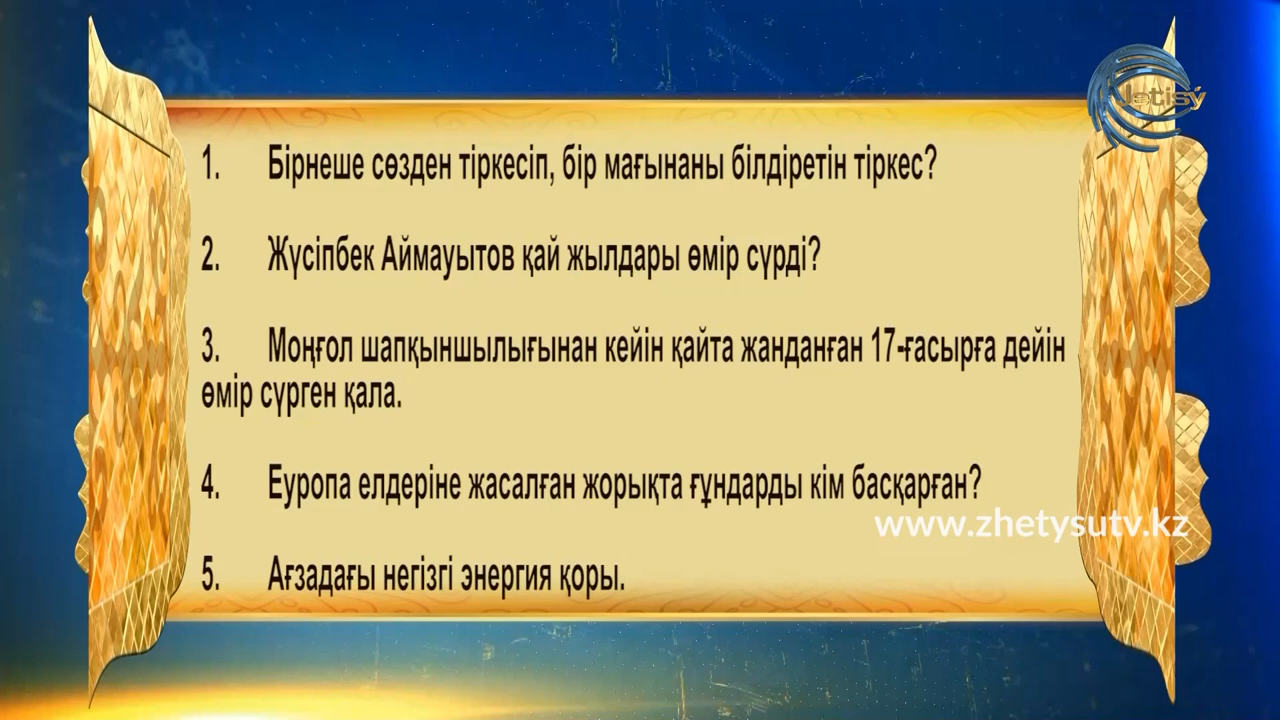 Jetisý
1. Бірнеше сөзден тіркесіп, бір мағынаны білдіретін тіркес?
2. Жүсіпбек Аймауытов қай жылдары өмір сүрді?
3. Моңғол шапқыншылығынан кейін қайта жанданған 17-ғасырға дейін
өмір сүрген қала.
4. Еуропа елдеріне жасалған жорықта ғұндарды кім басқарған?
www.zhetysutv.kz
5. Ағзадағы негізгі энергия қоры.